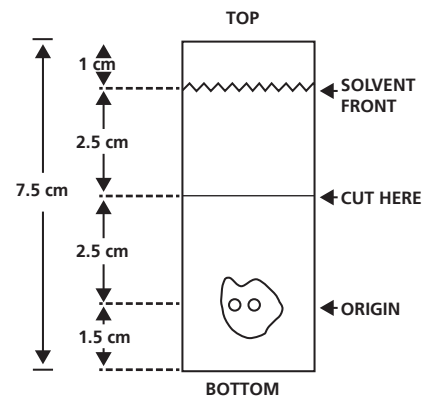 TOP
1 cm
SOLVENT
FRONT
2.5 cm
7.5 cm
CUT HERE
2.5 cm
ORIGIN
1.5 cm
BOTTOM